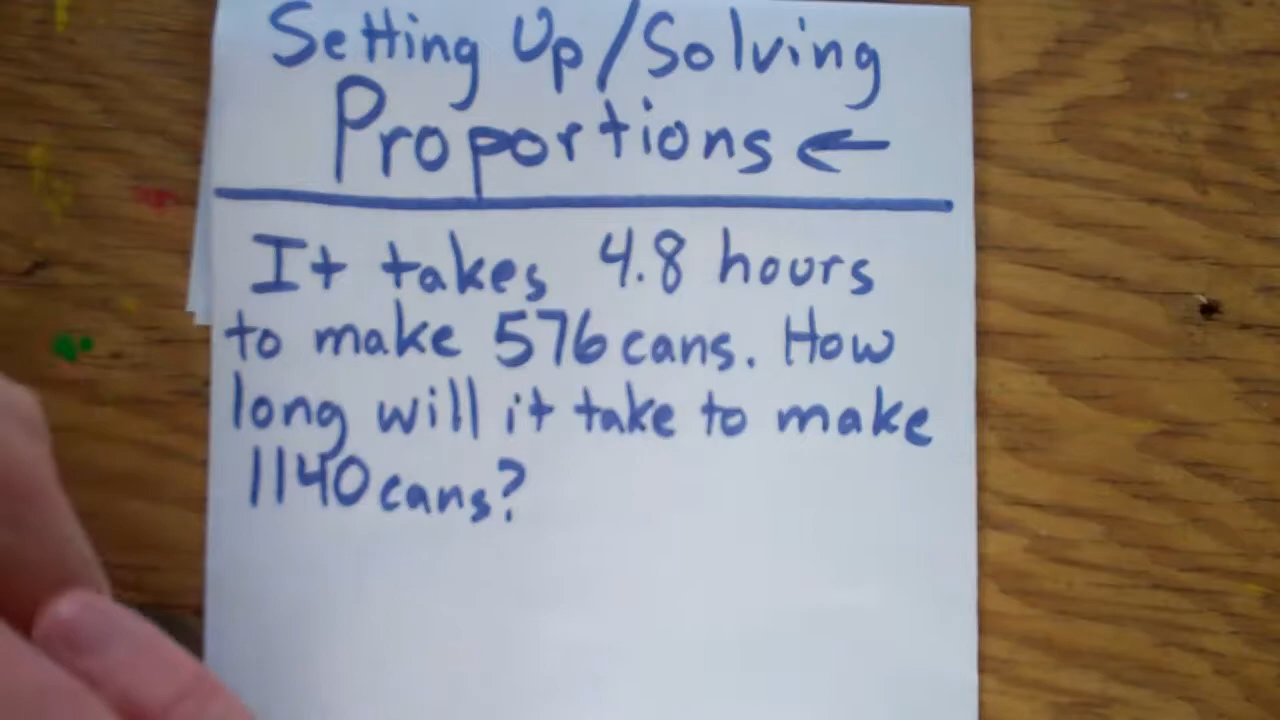 Setting Up/Solving
Proportions ←
It takes 4.8 hours
to make 576 cans. How
long will it take to make
1140 cans?